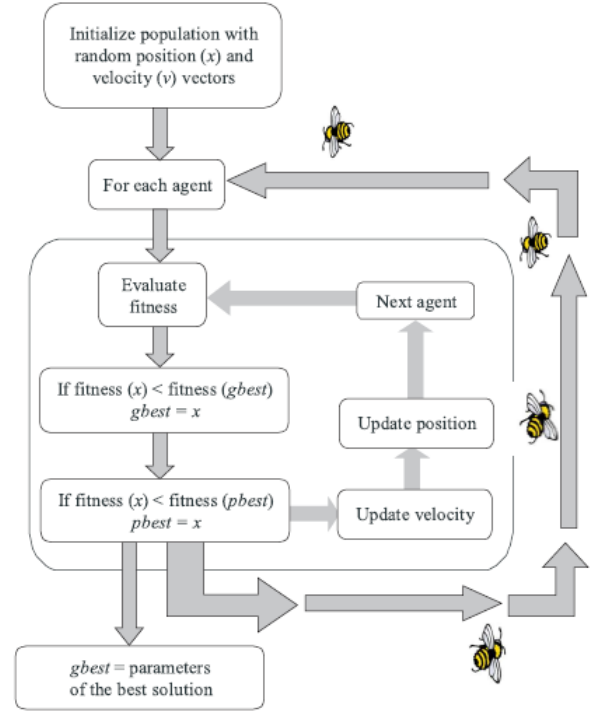 Initialize population with
random position (x) and
velocity (v) vectors
For each agent
Evaluate
fitness
Next agent
If fitness (x) < fitness (gbest)
gbest = x
Update position
If fitness (x) < fitness (pbest)
pbest = x
Update velocity
gbest = parameters
of the best solution